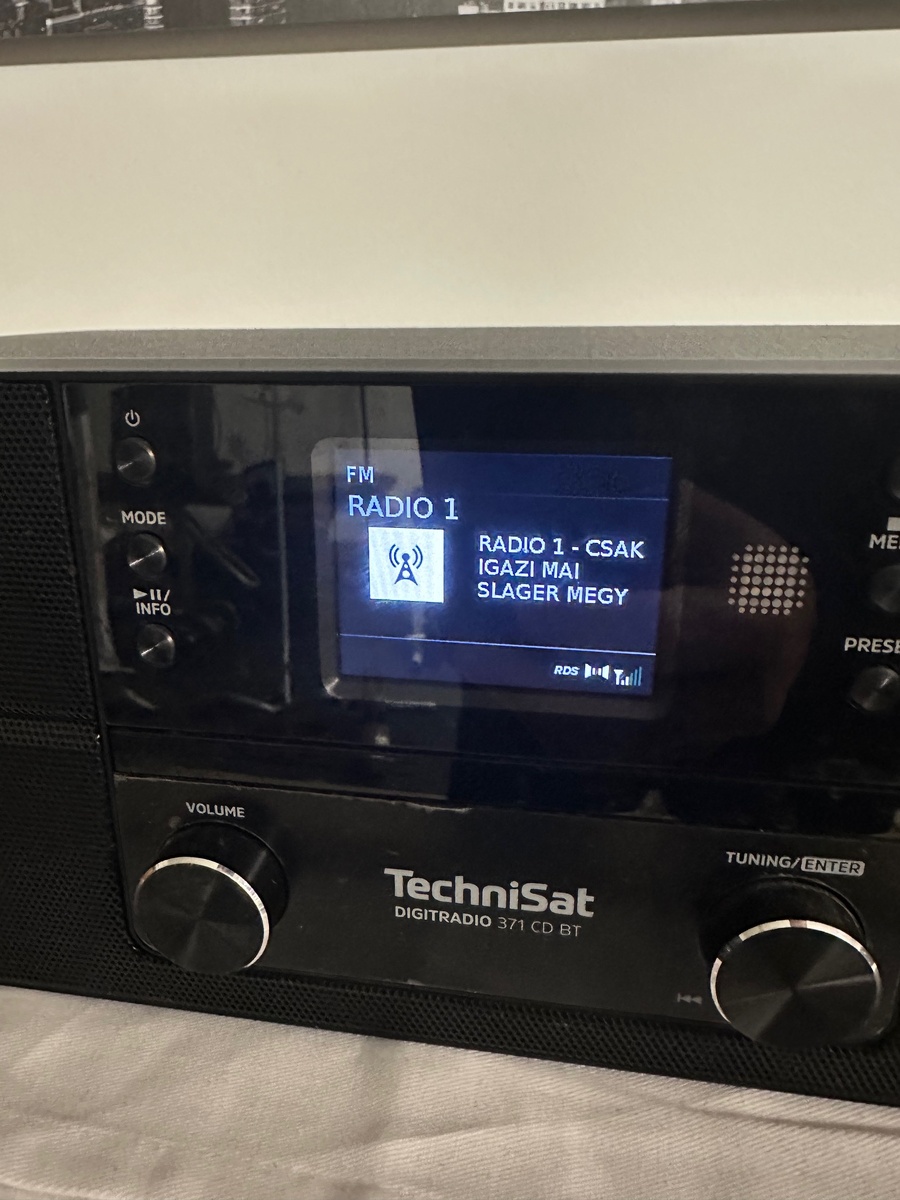 MODE
▶II/
INFO
FM
RADIO 1
RADIO 1 - CSAK
IGAZI MAI
SLAGER MEGY
RDS
PRESE
VOLUME
TechniSat
DIGITRADIO 371 CD BT
TUNING/ENTER